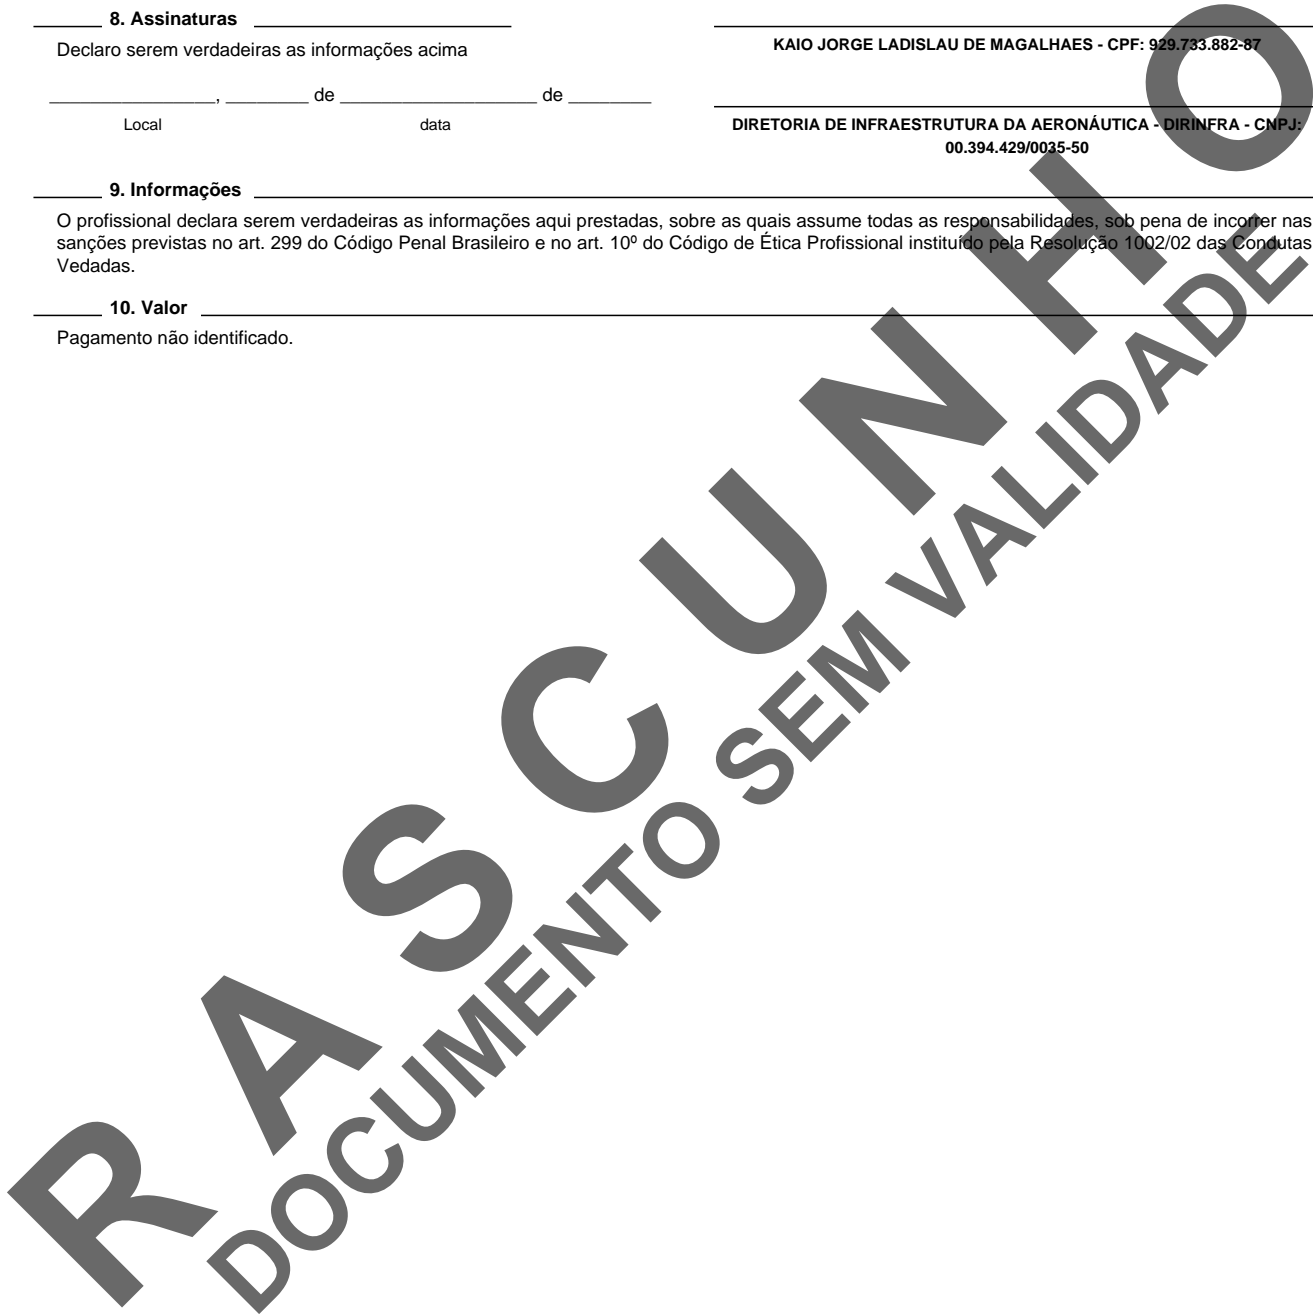 8. Assinaturas
Declaro serem verdadeiras as informações acima
________________, ________ de ___________________ de ________
Local data
KAIO JORGE LADISLAU DE MAGALHAES - CPF: 929.733.882-87
DIRETORIA DE INFRAESTRUTURA DA AERONÁUTICA - DIRINFRA - CNPJ:
00.394.429/0035-50
9. Informações
O profissional declara serem verdadeiras as informações aqui prestadas, sobre as quais assume todas as responsabilidades, sob pena de incorrer nas
sanções previstas no art. 299 do Código Penal Brasileiro e no art. 10º do Código de Ética Profissional instituído pela Resolução 1002/02 das Condutas
Vedadas.
10. Valor
Pagamento não identificado.
R A S C U N H O
DOCUMENTO SEM VALIDADE